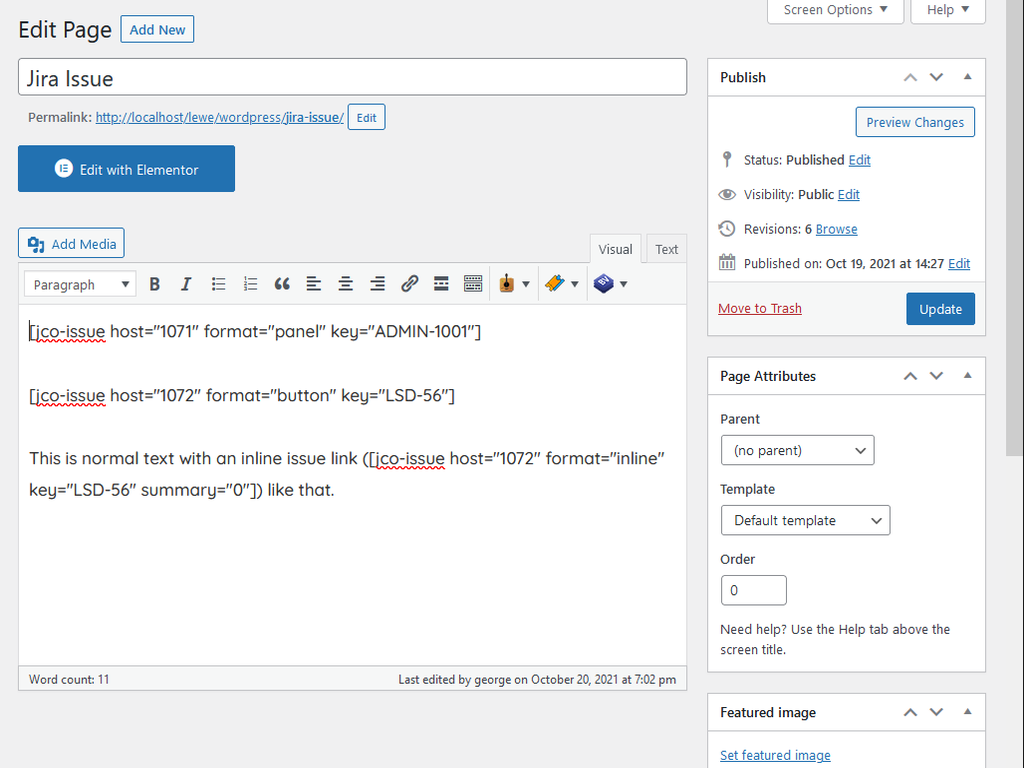 Screen Options
Help
Edit Page
Add New
Jira Issue
Permalink: http://localhost/lewe/wordpress/jira-issue/ Edit
Edit with Elementor
Add Media
Visual
Text
Paragraph
[jco-issue host="1071" format="panel" key="ADMIN-1001"]
[jco-issue host="1072" format="button" key="LSD-56"]
This is normal text with an inline issue link ([jco-issue host="1072" format="inline"
key="LSD-56" summary="0"]) like that.
Word count: 11
Last edited by george on October 20, 2021 at 7:02 pm
Publish
Preview Changes
Status: Published Edit
Visibility: Public Edit
Revisions: 6 Browse
Published on: Oct 19, 2021 at 14:27 Edit
Move to Trash
Update
Page Attributes
Parent
(no parent)
Template
Default template
Order
0
Need help? Use the Help tab above the
screen title.
Featured image
Set featured image